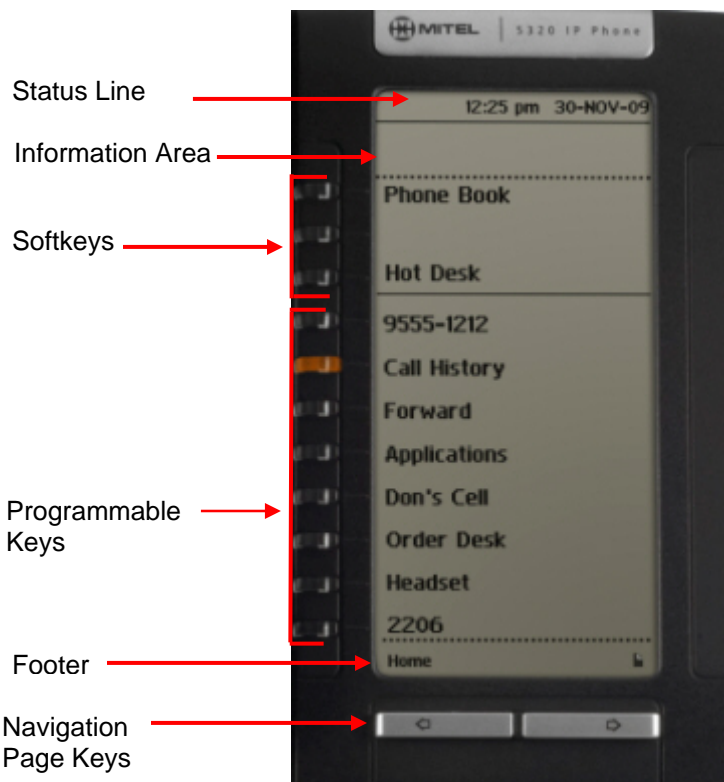 MITEL | 5320 IP Phone
Status Line
12:25 pm 30-NOV-09
Information Area
Phone Book
Softkeys
Hot Desk
9555-1212
Call History
Forward
Applications
Don's Cell
Programmable
Keys
Order Desk
Headset
2206
Footer
Home
Navigation
Page Keys